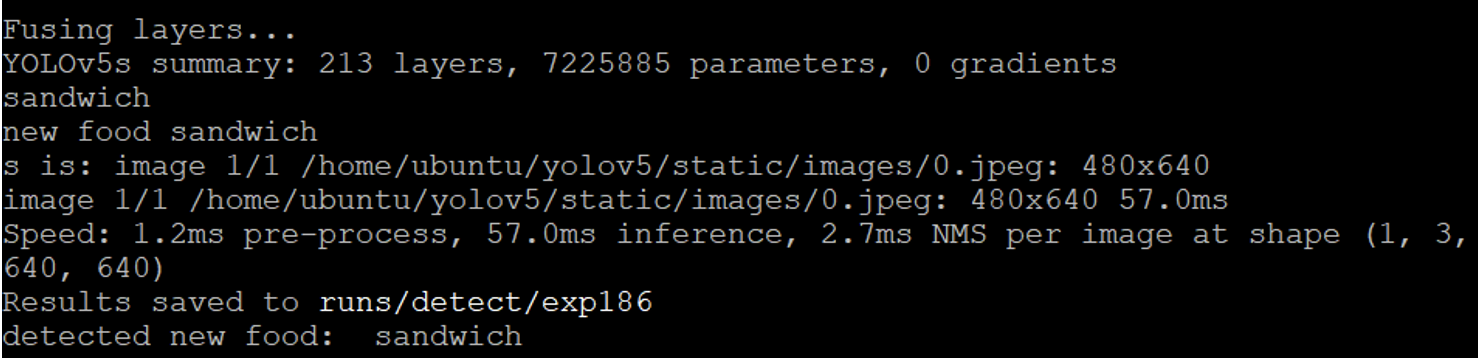 Fusing layers...
YOLOv5s summary: 213 layers, 7225885 parameters, 0 gradients
sandwich
new food sandwich
s is: image 1/1 /home/ubuntu/yolov5/static/images/0.jpeg: 480x640
image 1/1 /home/ubuntu/yolov5/static/images/0.jpeg: 480x640 57.0ms
Speed: 1.2ms pre-process, 57.0ms inference, 2.7ms NMS per image at shape (1, 3,
640, 640)
Results saved to runs/detect/exp186
detected new food:  sandwich